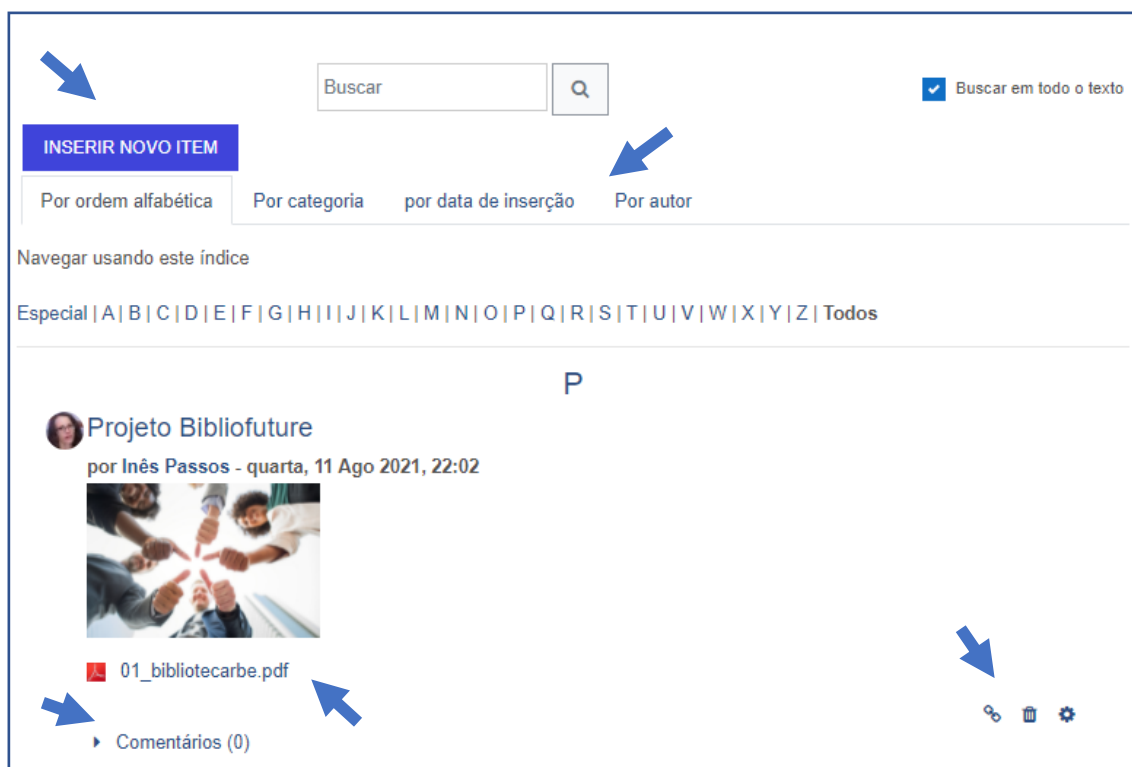 Buscar
Buscar em todo o texto
INSERIR NOVO ITEM
Por ordem alfabética Por categoria por data de inserção Por autor
Navegar usando este índice
Especial | A | B | C | D | E | F | G | H | I | J | K | L | M | N | O | P | Q | R | S | T | U | V | W | X | Y | Z | Todos
P
Projeto Bibliofuture
por Inês Passos - quarta, 11 Ago 2021, 22:02
01_bibliotecarbe.pdf
Comentários (0)